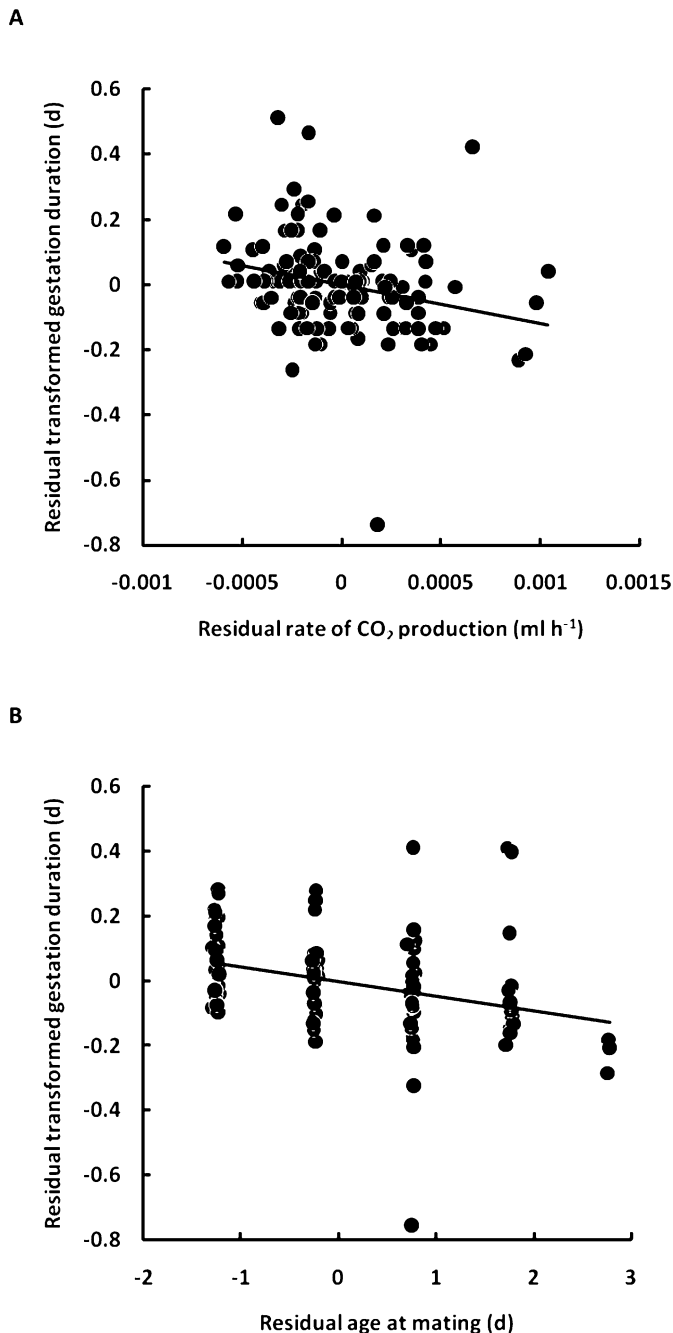 A
Residual transformed gestation duration (d)
0.6
0.4
0.2
0
-0.2
-0.4
-0.6
-0.8
-0.001 -0.0005 0 0.0005 0.001 0.0015
Residual rate of CO₂ production (ml h⁻¹)
B
Residual transformed gestation duration (d)
0.6
0.4
0.2
0
-0.2
-0.4
-0.6
-0.8
-2 -1 0 1 2 3
Residual age at mating (d)